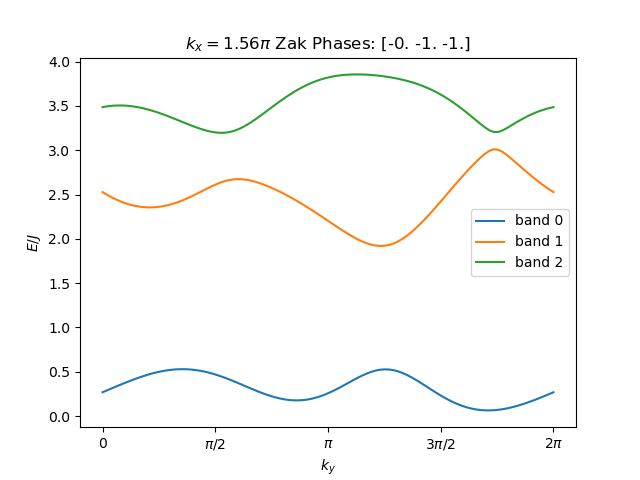 kₓ = 1.56π Zak Phases: [-0. -1. -1.]
4.0
3.5
3.0
2.5
2.0
1.5
1.0
0.5
0.0
E/J
band 0
band 1
band 2
0
π/2
π
3π/2
2π
k_y